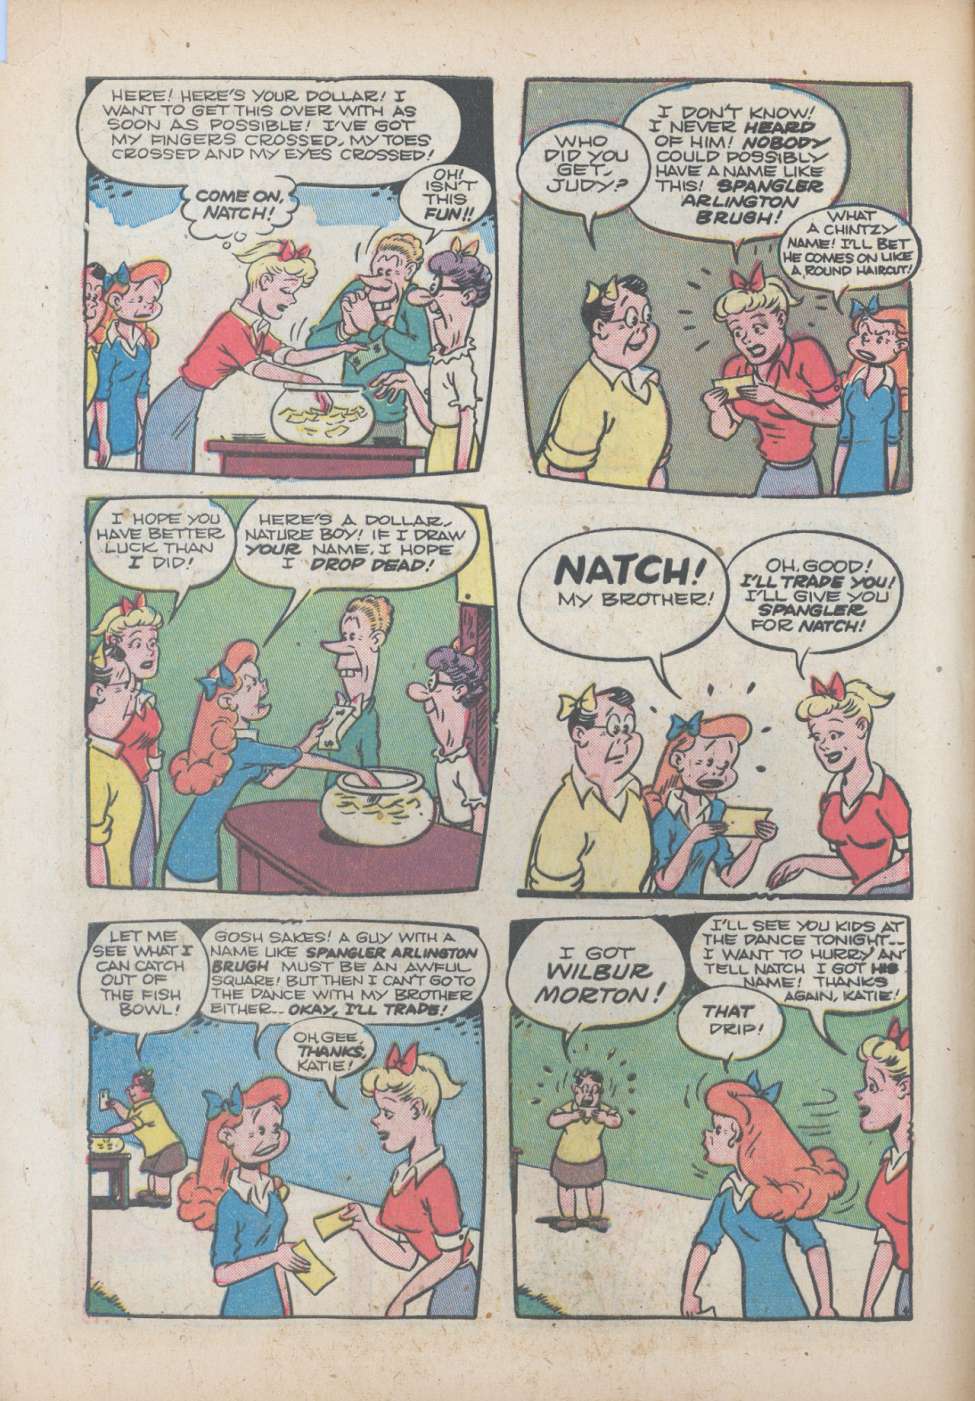 HERE! HERE'S YOUR DOLLAR! I
WANT TO GET THIS OVER WITH AS
SOON AS POSSIBLE! I'VE GOT
MY FINGERS CROSSED, MY TOES
CROSSED AND MY EYES CROSSED!
COME ON,
NATCH!
OH!
ISN'T
THIS
FUN!!
WHO
DID YOU
GET,
JUDY?
I DON'T KNOW!
I NEVER HEARD
OF HIM! NOBODY
COULD POSSIBLY
HAVE A NAME LIKE
THIS! SPANGLER
ARLINGTON
BRUGH!
WHAT
A CHINTZY
NAME! I'LL BET
HE COMES ON LIKE
A ROUND HAIRCUT!
I HOPE YOU
HAVE BETTER
LUCK THAN
I DID!
HERE'S A DOLLAR,
NATURE BOY! IF I DRAW
YOUR NAME, I HOPE
I DROP DEAD!
NATCH!
MY BROTHER!
OH, GOOD!
I'LL TRADE YOU!
I'LL GIVE YOU
SPANGLER
FOR NATCH!
LET ME
SEE WHAT I
CAN CATCH
OUT OF
THE FISH
BOWL!
GOSH SAKES! A GUY WITH A
NAME LIKE SPANGLER ARLINGTON
BRUGH MUST BE AN AWFUL
SQUARE! BUT THEN I CAN'T GO TO
THE DANCE WITH MY BROTHER
EITHER-- OKAY, I'LL TRADE!
OH, GEE,
THANKS,
KATIE!
I GOT
WILBUR
MORTON!
THAT
DRIP!
I'LL SEE YOU KIDS AT
THE DANCE TONIGHT--
I WANT TO HURRY AN'
TELL NATCH I GOT HIS
NAME! THANKS
AGAIN, KATIE!